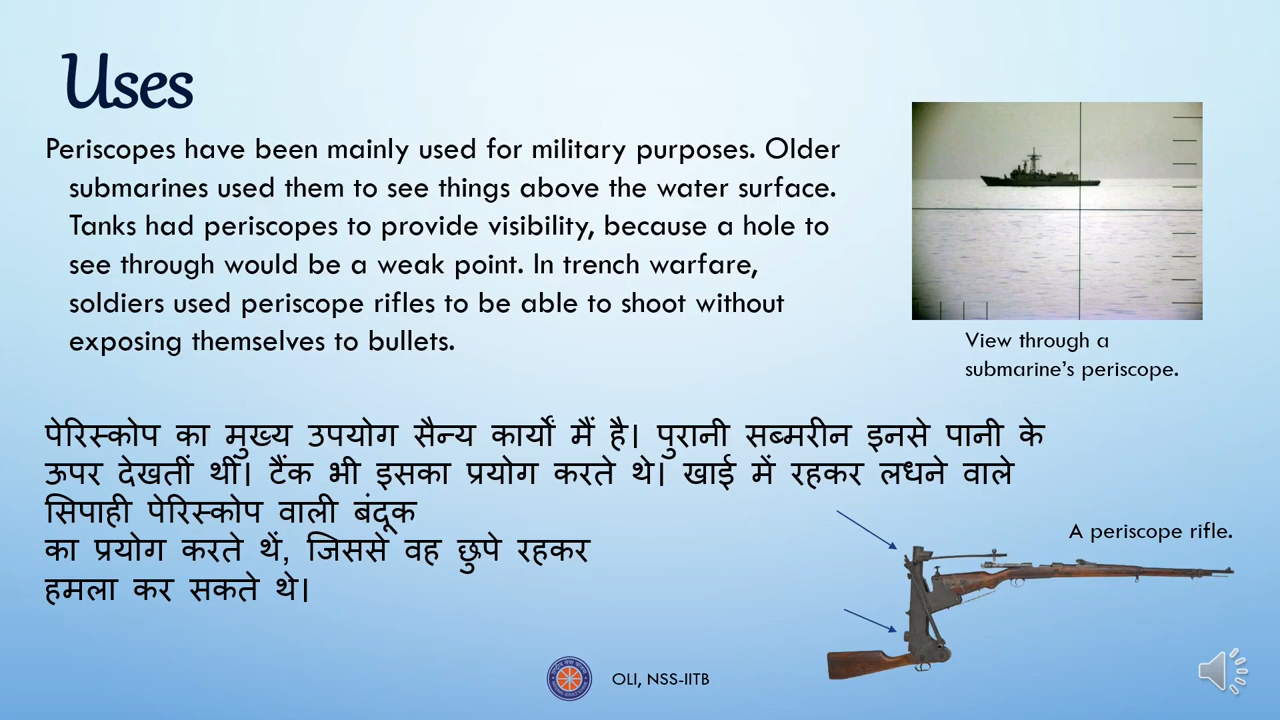 Uses
Periscopes have been mainly used for military purposes. Older
submarines used them to see things above the water surface.
Tanks had periscopes to provide visibility, because a hole to
see through would be a weak point. In trench warfare,
soldiers used periscope rifles to be able to shoot without
exposing themselves to bullets.
View through a
submarine's periscope.
पेरिस्कोप का मुख्य उपयोग सैन्य कार्यों मैं है। पुरानी सब्मरीन इनसे पानी के
ऊपर देखतीं थी। टैंक भी इसका प्रयोग करते थे। खाई में रहकर लधने वाले
सिपाही पेरिस्कोप वाली बंदूक
का प्रयोग करते थें, जिससे वह छुपे रहकर
हमला कर सकते थे।
A periscope rifle.
OLI, NSS-IITB